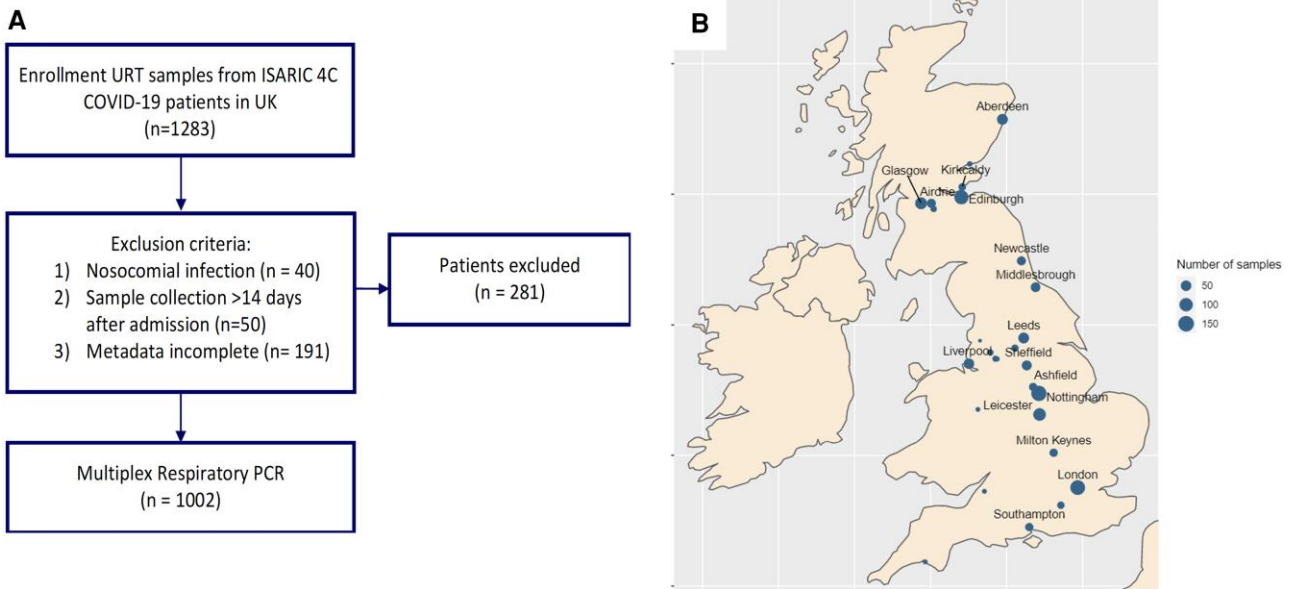 A
Enrollment URT samples from ISARIC 4C
COVID-19 patients in UK
(n=1283)
Exclusion criteria:
1) Nosocomial infection (n = 40)
2) Sample collection >14 days
after admission (n=50)
3) Metadata incomplete (n= 191)
Patients excluded
(n = 281)
Multiplex Respiratory PCR
(n = 1002)
B
Aberdeen
Glasgow
Kirkcaldy
Airdrie
Edinburgh
Newcastle
Middlesbrough
Leeds
Liverpool
Sheffield
Ashfield
Nottingham
Leicester
Milton Keynes
London
Southampton
Number of samples
50
100
150